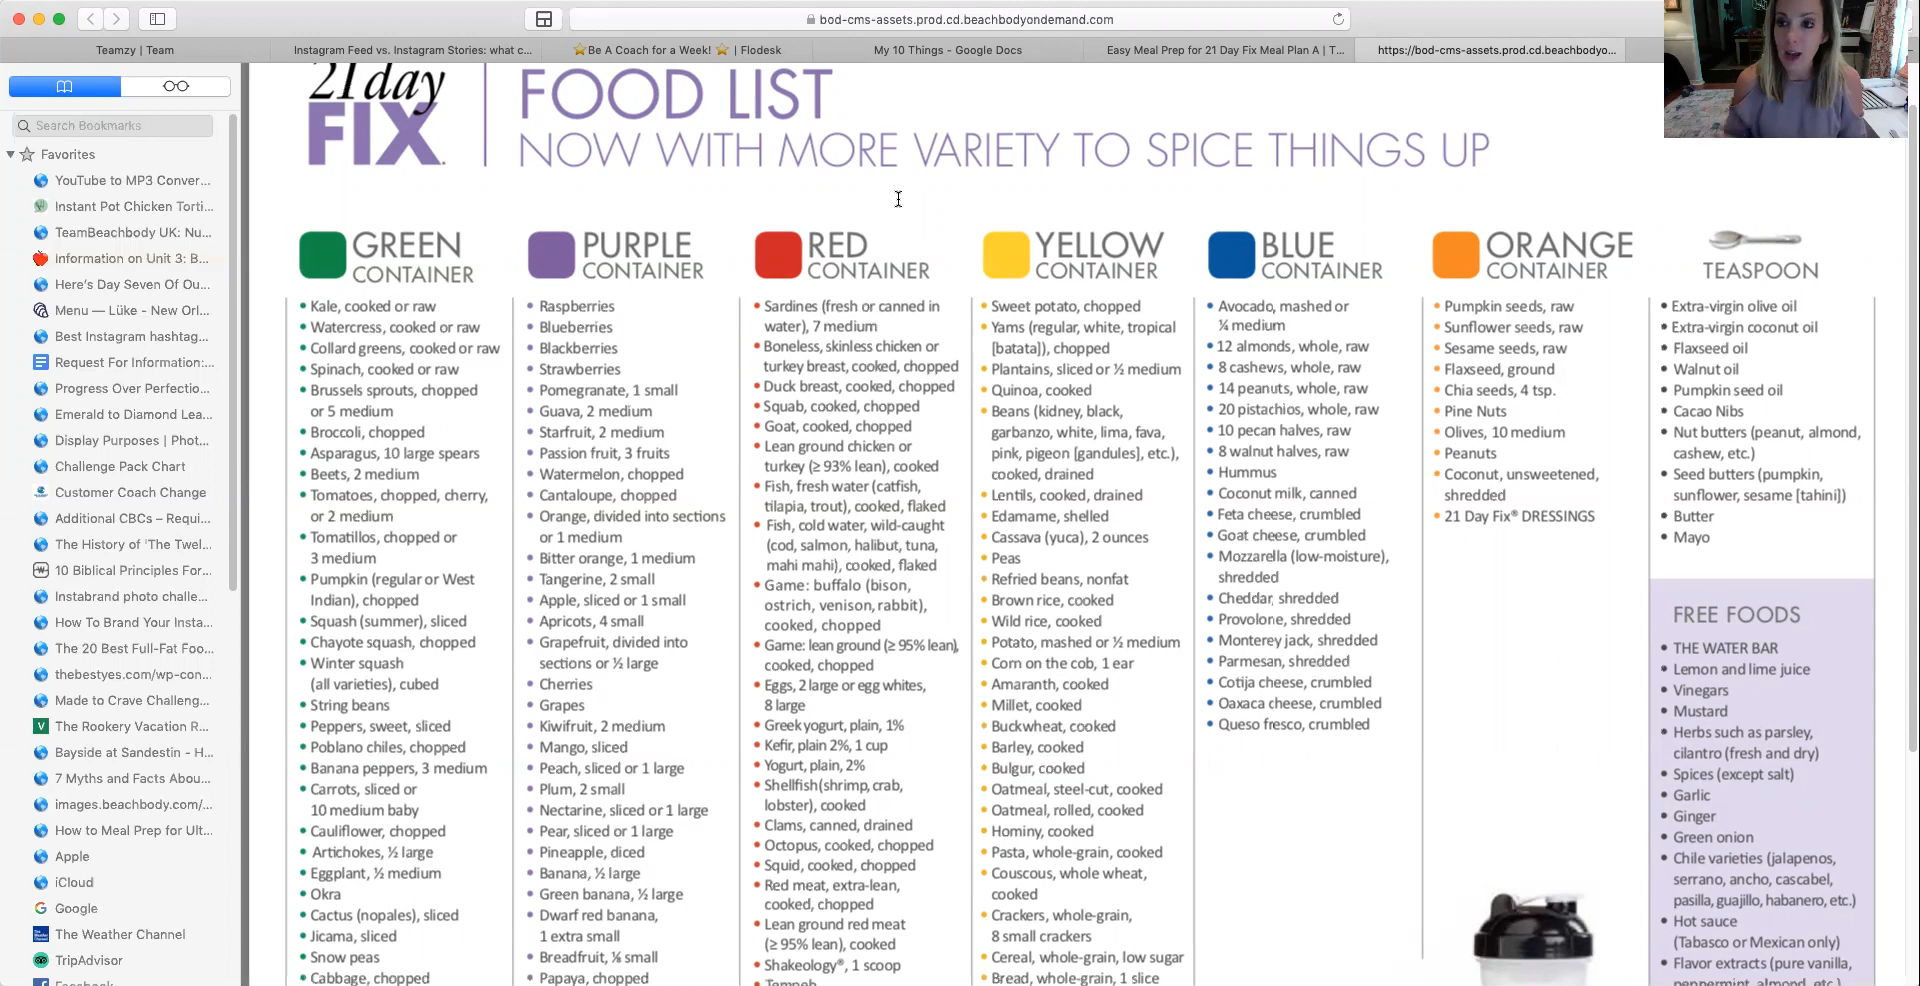 bod-cms-assets.prod.cd.beachbodyondemand.com
Teamzy | Team
Instagram Feed vs. Instagram Stories: what c...
⭐Be A Coach for a Week! ⭐ | Flodesk
My 10 Things - Google Docs
Easy Meal Prep for 21 Day Fix Meal Plan A | T...
https://bod-cms-assets.prod.cd.beachbodyo...
Search Bookmarks
Favorites
YouTube to MP3 Conver...
Instant Pot Chicken Torti...
TeamBeachbody UK: Nu...
Information on Unit 3: B...
Here's Day Seven Of Ou...
Menu — Lüke - New Orl...
Best Instagram hashtag...
Request For Information:...
Progress Over Perfectio...
Emerald to Diamond Lea...
Display Purposes | Phot...
Challenge Pack Chart
Customer Coach Change
Additional CBCs – Requi...
The History of 'The Twel...
10 Biblical Principles For...
Instabrand photo challe...
How To Brand Your Insta...
The 20 Best Full-Fat Foo...
thebestyes.com/wp-con...
Made to Crave Challeng...
The Rookery Vacation R...
Bayside at Sandestin - H...
7 Myths and Facts Abou...
images.beachbody.com/...
How to Meal Prep for Ult...
Apple
iCloud
Google
The Weather Channel
TripAdvisor
Facebook
21 day
FIX
FOOD LIST
NOW WITH MORE VARIETY TO SPICE THINGS UP
GREEN
CONTAINER
• Kale, cooked or raw
• Watercress, cooked or raw
• Collard greens, cooked or raw
• Spinach, cooked or raw
• Brussels sprouts, chopped
or 5 medium
• Broccoli, chopped
• Asparagus, 10 large spears
• Beets, 2 medium
• Tomatoes, chopped, cherry,
or 2 medium
• Tomatillos, chopped or
3 medium
• Pumpkin (regular or West
Indian), chopped
• Squash (summer), sliced
• Chayote squash, chopped
• Winter squash
(all varieties), cubed
• String beans
• Peppers, sweet, sliced
• Poblano chiles, chopped
• Banana peppers, 3 medium
• Carrots, sliced or
10 medium baby
• Cauliflower, chopped
• Artichokes, ½ large
• Eggplant, ½ medium
• Okra
• Cactus (nopales), sliced
• Jicama, sliced
• Snow peas
• Cabbage, chopped
PURPLE
CONTAINER
• Raspberries
• Blueberries
• Blackberries
• Strawberries
• Pomegranate, 1 small
• Guava, 2 medium
• Starfruit, 2 medium
• Passion fruit, 3 fruits
• Watermelon, chopped
• Cantaloupe, chopped
• Orange, divided into sections
or 1 medium
• Bitter orange, 1 medium
• Tangerine, 2 small
• Apple, sliced or 1 small
• Apricots, 4 small
• Grapefruit, divided into
sections or ½ large
• Cherries
• Grapes
• Kiwifruit, 2 medium
• Mango, sliced
• Peach, sliced or 1 large
• Plum, 2 small
• Nectarine, sliced or 1 large
• Pear, sliced or 1 large
• Pineapple, diced
• Banana, ½ large
• Green banana, ½ large
• Dwarf red banana,
1 extra small
• Breadfruit, ⅛ small
• Papaya, chopped
RED
CONTAINER
• Sardines (fresh or canned in
water), 7 medium
• Boneless, skinless chicken or
turkey breast, cooked, chopped
• Duck breast, cooked, chopped
• Squab, cooked, chopped
• Goat, cooked, chopped
• Lean ground chicken or
turkey (≥ 93% lean), cooked
• Fish, fresh water (catfish,
tilapia, trout), cooked, flaked
• Fish, cold water, wild-caught
(cod, salmon, halibut, tuna,
mahi mahi), cooked, flaked
• Game: buffalo (bison,
ostrich, venison, rabbit),
cooked, chopped
• Game: lean ground (≥ 95% lean),
cooked, chopped
• Eggs, 2 large or egg whites,
8 large
• Greek yogurt, plain, 1%
• Kefir, plain 2%, 1 cup
• Yogurt, plain, 2%
• Shellfish (shrimp, crab,
lobster), cooked
• Clams, canned, drained
• Octopus, cooked, chopped
• Squid, cooked, chopped
• Red meat, extra-lean,
cooked, chopped
• Lean ground red meat
(≥ 95% lean), cooked
• Shakeology®, 1 scoop
• Tempeh
YELLOW
CONTAINER
• Sweet potato, chopped
• Yams (regular, white, tropical
[batata]), chopped
• Plantains, sliced or ½ medium
• Quinoa, cooked
• Beans (kidney, black,
garbanzo, white, lima, fava,
pink, pigeon [gandules], etc.),
cooked, drained
• Lentils, cooked, drained
• Edamame, shelled
• Cassava (yuca), 2 ounces
• Peas
• Refried beans, nonfat
• Brown rice, cooked
• Wild rice, cooked
• Potato, mashed or ½ medium
• Corn on the cob, 1 ear
• Amaranth, cooked
• Millet, cooked
• Buckwheat, cooked
• Barley, cooked
• Bulgur, cooked
• Oatmeal, steel-cut, cooked
• Oatmeal, rolled, cooked
• Hominy, cooked
• Pasta, whole-grain, cooked
• Couscous, whole wheat,
cooked
• Crackers, whole-grain,
8 small crackers
• Cereal, whole-grain, low sugar
• Bread, whole-grain, 1 slice
BLUE
CONTAINER
• Avocado, mashed or
¼ medium
• 12 almonds, whole, raw
• 8 cashews, whole, raw
• 14 peanuts, whole, raw
• 20 pistachios, whole, raw
• 10 pecan halves, raw
• 8 walnut halves, raw
• Hummus
• Coconut milk, canned
• Feta cheese, crumbled
• Goat cheese, crumbled
• Mozzarella (low-moisture),
shredded
• Cheddar, shredded
• Provolone, shredded
• Monterey jack, shredded
• Parmesan, shredded
• Cotija cheese, crumbled
• Oaxaca cheese, crumbled
• Queso fresco, crumbled
ORANGE
CONTAINER
• Pumpkin seeds, raw
• Sunflower seeds, raw
• Sesame seeds, raw
• Flaxseed, ground
• Chia seeds, 4 tsp.
• Pine Nuts
• Olives, 10 medium
• Peanuts
• Coconut, unsweetened,
shredded
• 21 Day Fix® DRESSINGS
TEASPOON
• Extra-virgin olive oil
• Extra-virgin coconut oil
• Flaxseed oil
• Walnut oil
• Pumpkin seed oil
• Cacao Nibs
• Nut butters (peanut, almond,
cashew, etc.)
• Seed butters (pumpkin,
sunflower, sesame [tahini])
• Butter
• Mayo
FREE FOODS
• THE WATER BAR
• Lemon and lime juice
• Vinegars
• Mustard
• Herbs such as parsley,
cilantro (fresh and dry)
• Spices (except salt)
• Garlic
• Ginger
• Green onion
• Chile varieties (jalapenos,
serrano, ancho, cascabel,
pasilla, guajillo, habanero, etc.)
• Hot sauce
(Tabasco or Mexican only)
• Flavor extracts (pure vanilla,
peppermint, almond, etc.)